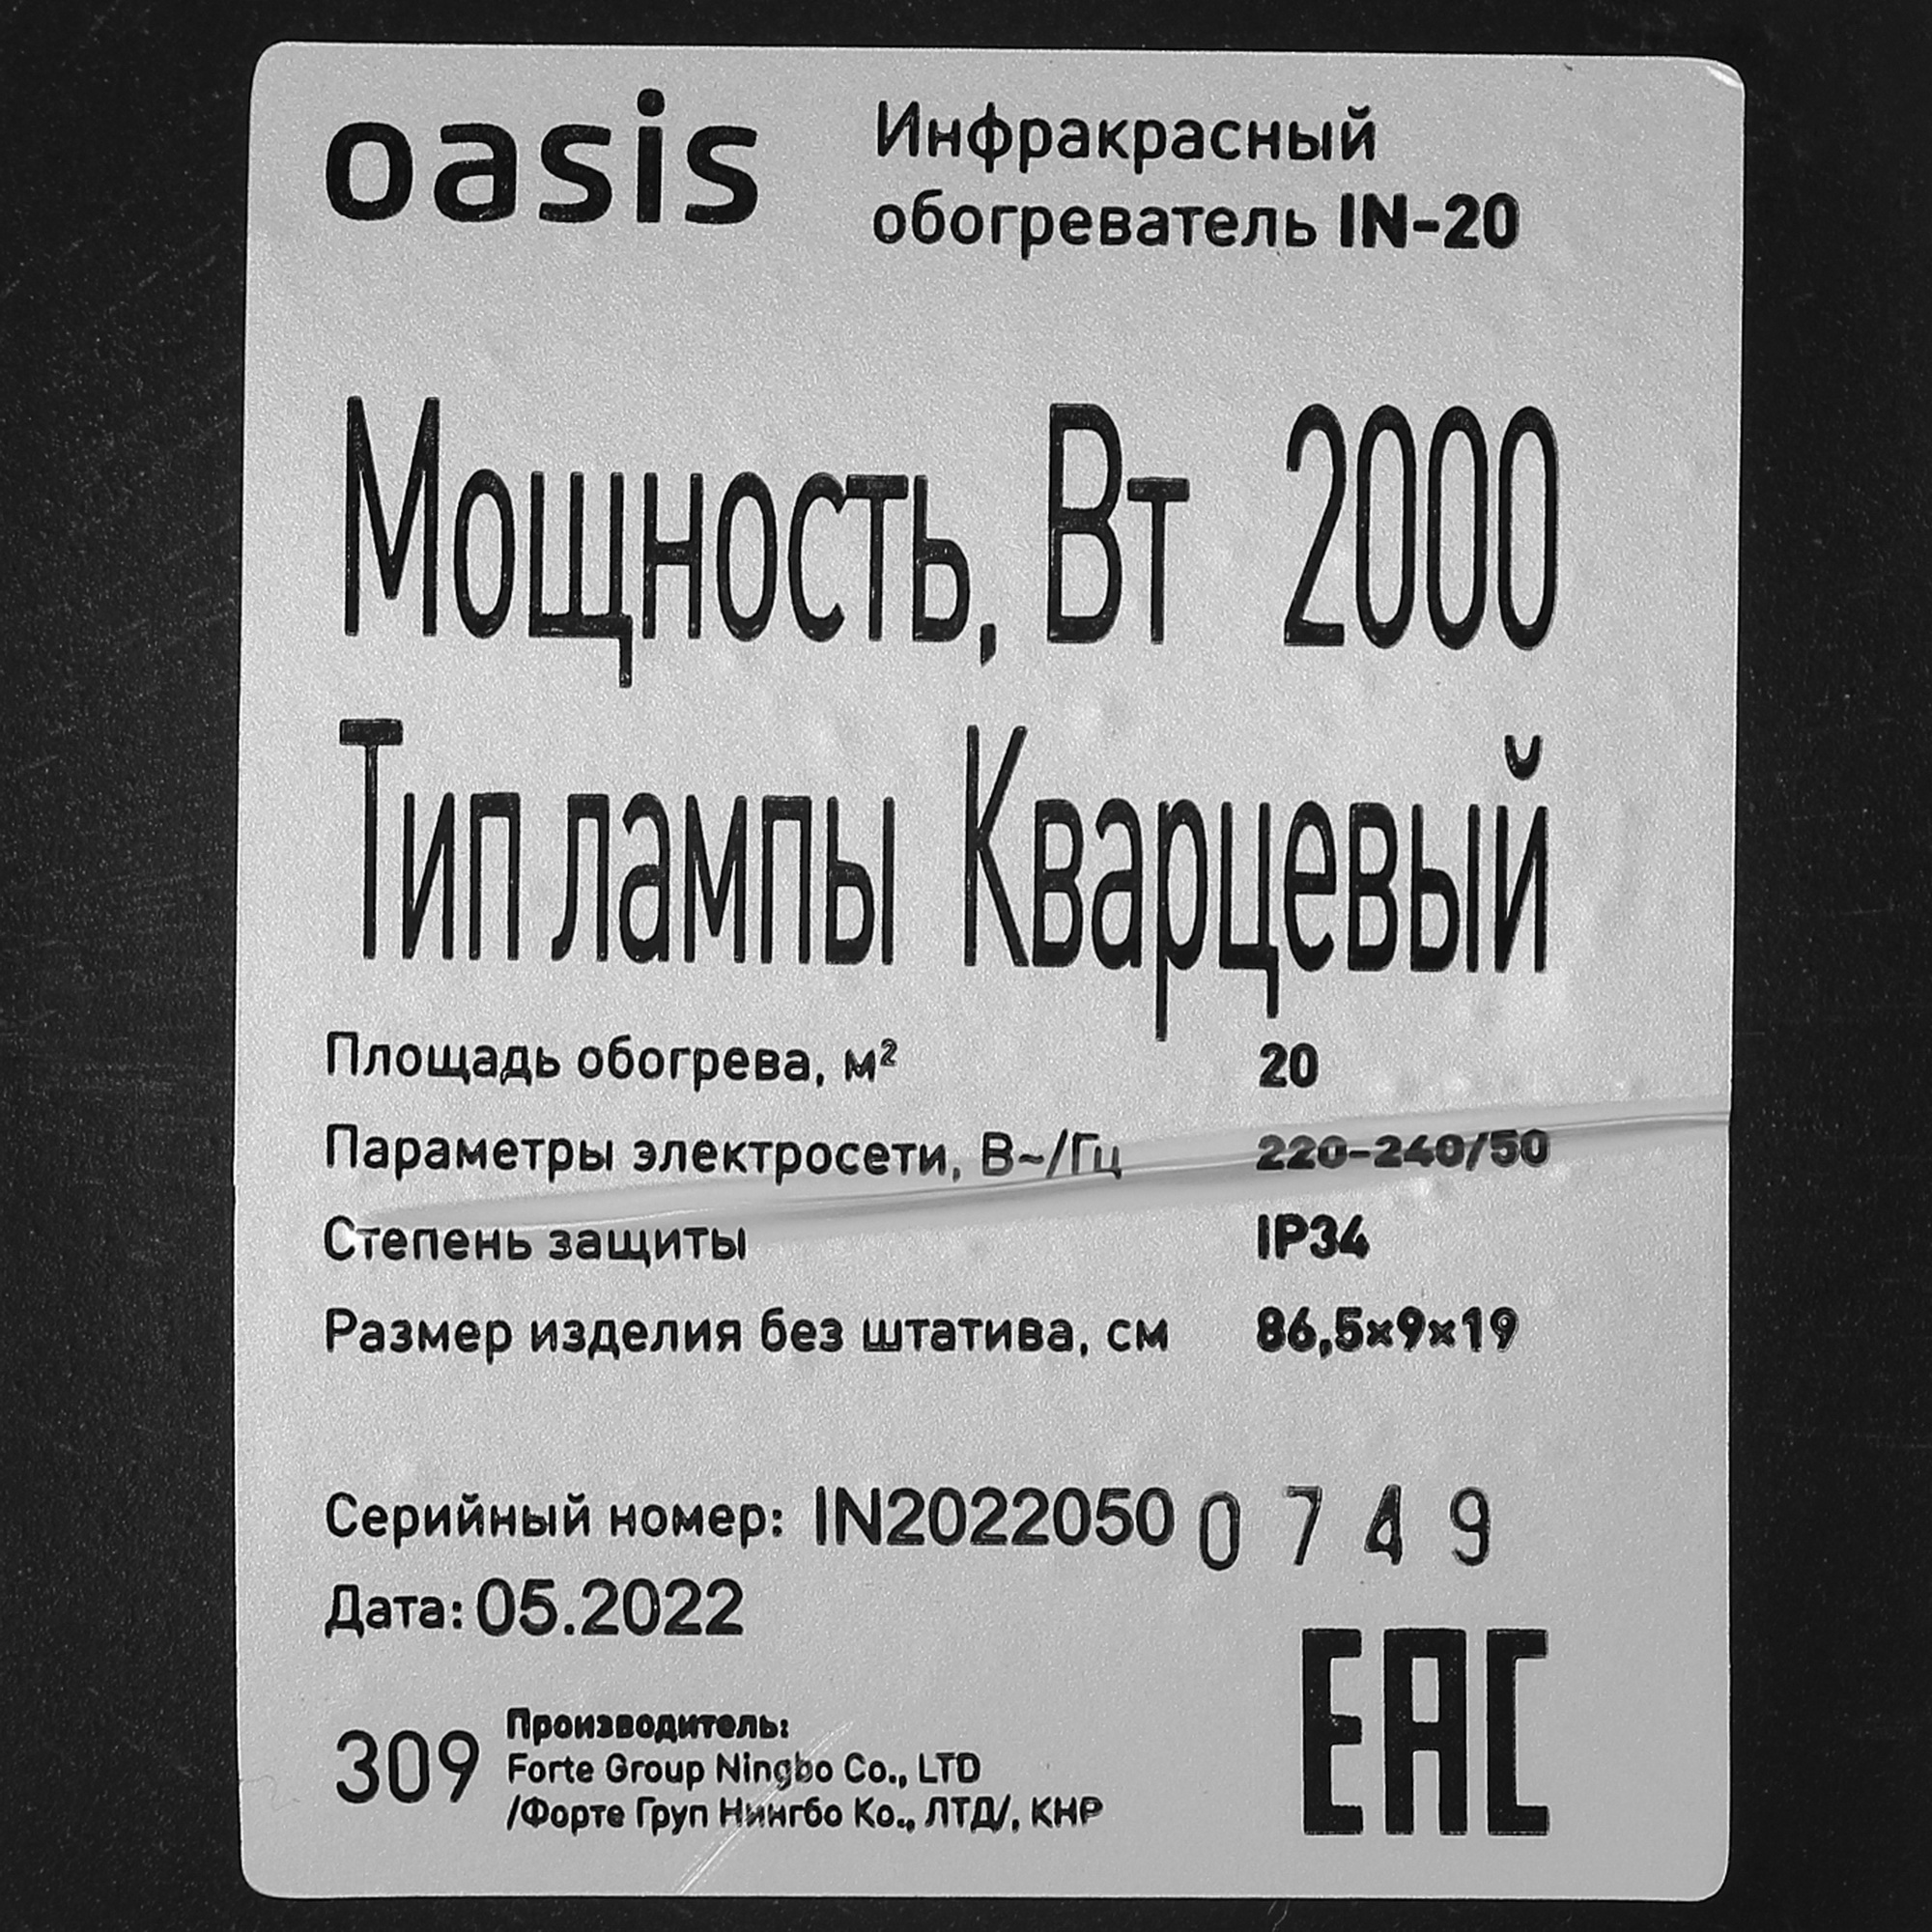 oasis
Инфракрасный
обогреватель IN-20
Мощность, Вт 2000
Тип лампы Кварцевый
Площадь обогрева, м² 20
Параметры электросети, В~/Гц 220-240/50
Степень защиты IP34
Размер изделия без штатива, см 86,5×9×19
Серийный номер: IN2022050 0 7 4 9
Дата: 05.2022
EAC
309
Производитель:
Forte Group Ningbo Co., LTD
/Форте Груп Нингбо Ко., ЛТД/, КНР